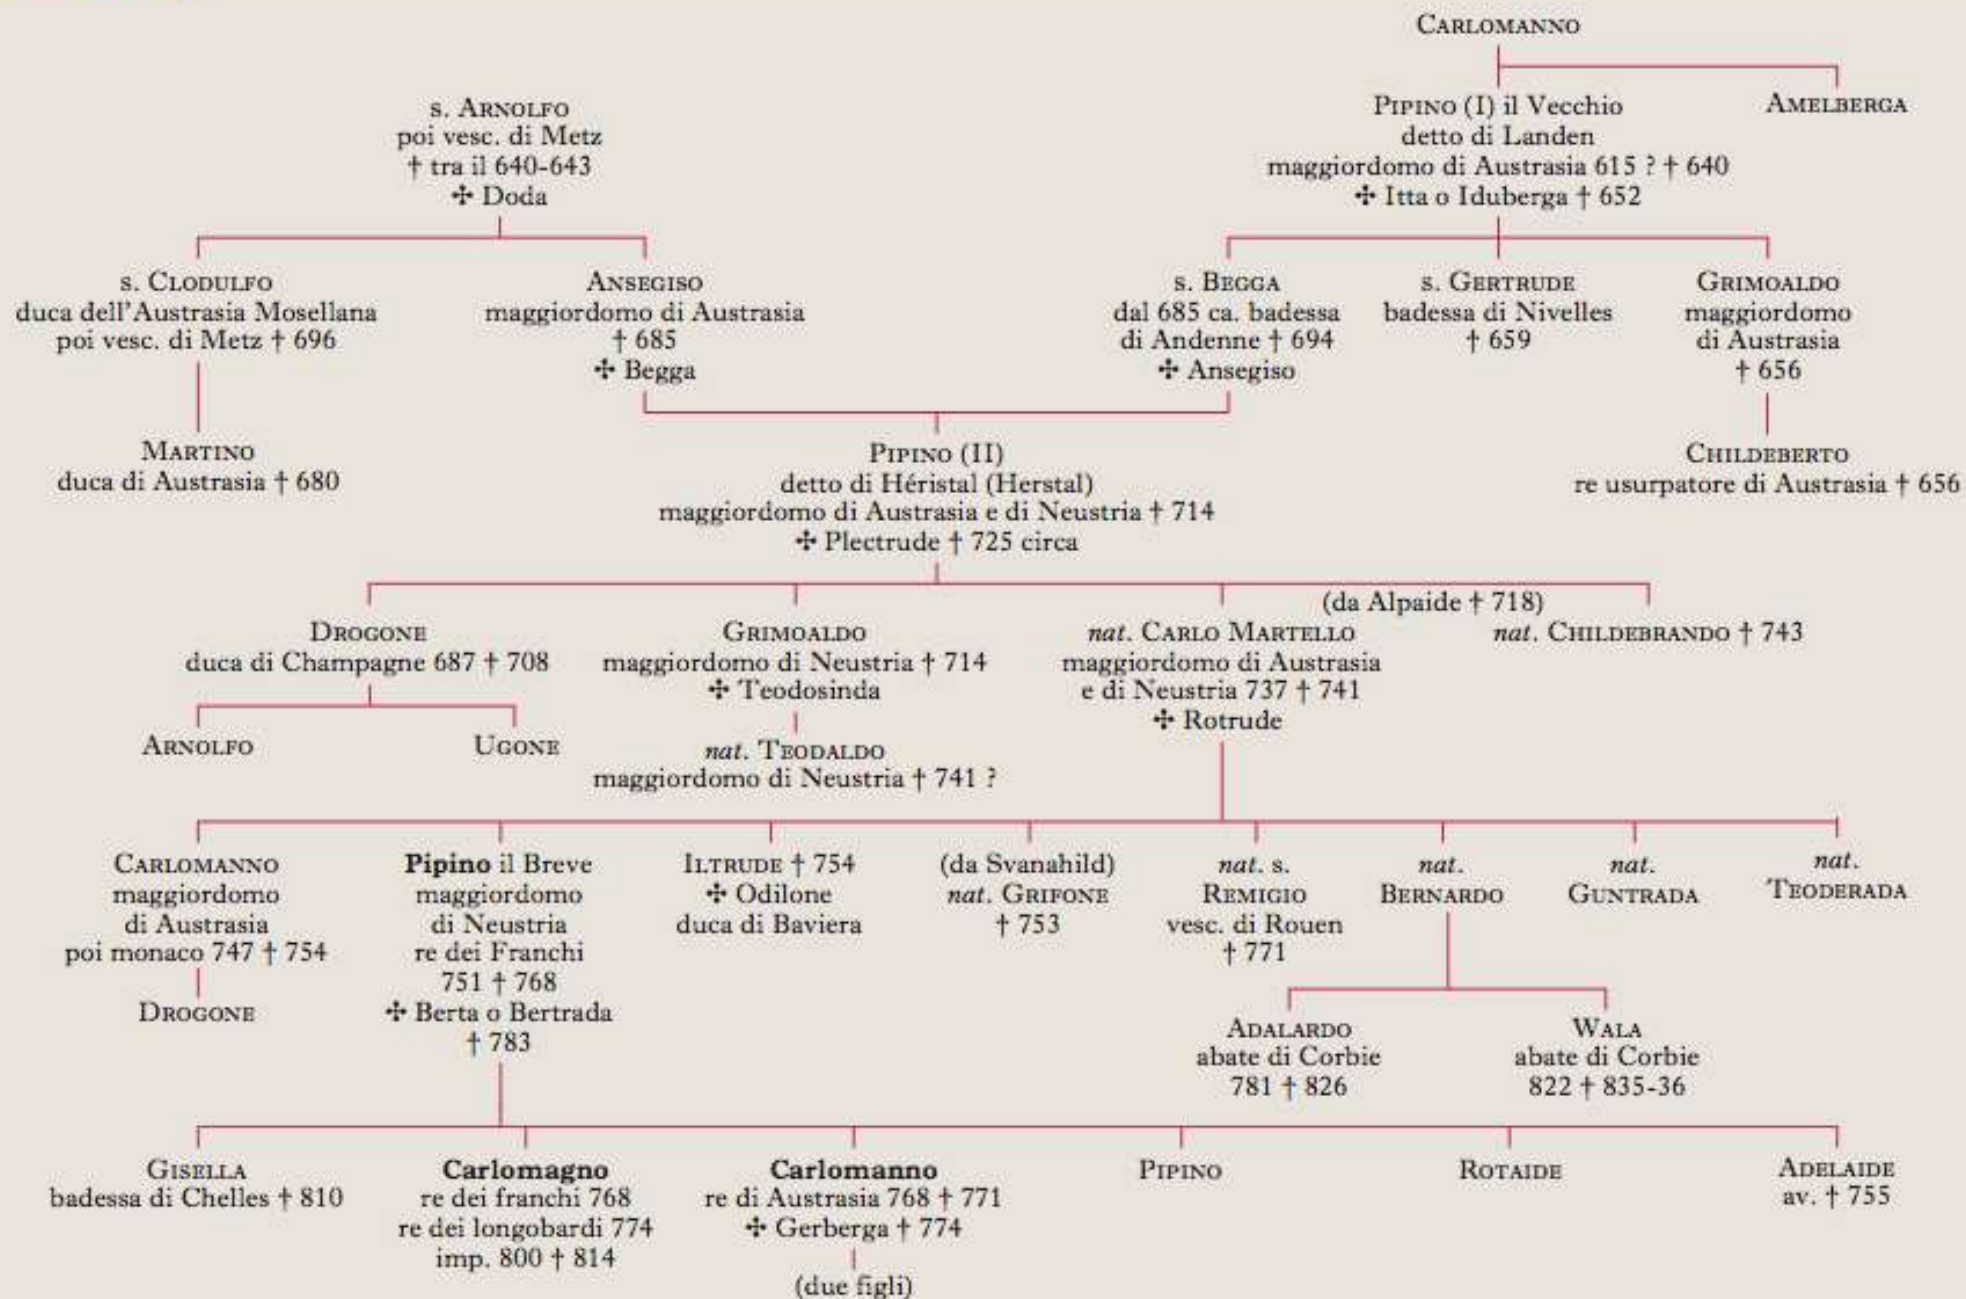 CARLOMANNO
s. ARNOLFO
poi vesc. di Metz
† tra il 640-643
✣ Doda
PIPINO (I) il Vecchio
detto di Landen
maggiordomo di Austrasia 615 ? † 640
✣ Itta o Iduberga † 652
AMELBERGA
s. CLODULFO
duca dell'Austrasia Mosellana
poi vesc. di Metz † 696
ANSEGISO
maggiordomo di Austrasia
† 685
✣ Begga
s. BEGGA
dal 685 ca. badessa
di Andenne † 694
✣ Ansegiso
s. GERTRUDE
badessa di Nivelles
† 659
GRIMOALDO
maggiordomo
di Austrasia
† 656
MARTINO
duca di Austrasia † 680
PIPINO (II)
detto di Héristal (Herstal)
maggiordomo di Austrasia e di Neustria † 714
✣ Plectrude † 725 circa
CHILDEBERTO
re usurpatore di Austrasia † 656
DROGONE
duca di Champagne 687 † 708
GRIMOALDO
maggiordomo di Neustria † 714
✣ Teodosinda
(da Alpaide † 718)
nat. CARLO MARTELLO
maggiordomo di Austrasia
e di Neustria 737 † 741
✣ Rotrude
nat. CHILDEBRANDO † 743
ARNOLFO
UGONE
nat. TEODALDO
maggiordomo di Neustria † 741 ?
CARLOMANNO
maggiordomo
di Austrasia
poi monaco 747 † 754
DROGONE
Pipino il Breve
maggiordomo
di Neustria
re dei Franchi
751 † 768
✣ Berta o Bertrada
† 783
ILTRUDE † 754
✣ Odilone
duca di Baviera
(da Svanahild)
nat. GRIFONE
† 753
nat. s.
REMIGIO
vesc. di Rouen
† 771
nat.
BERNARDO
nat.
GUNTRADA
nat.
TEODERADA
ADALARDO
abate di Corbie
781 † 826
WALA
abate di Corbie
822 † 835-36
GISELLA
badessa di Chelles † 810
Carlomagno
re dei franchi 768
re dei longobardi 774
imp. 800 † 814
Carlomanno
re di Austrasia 768 † 771
✣ Gerberga † 774
(due figli)
PIPINO
ROTAIDE
ADELAIDE
av. † 755